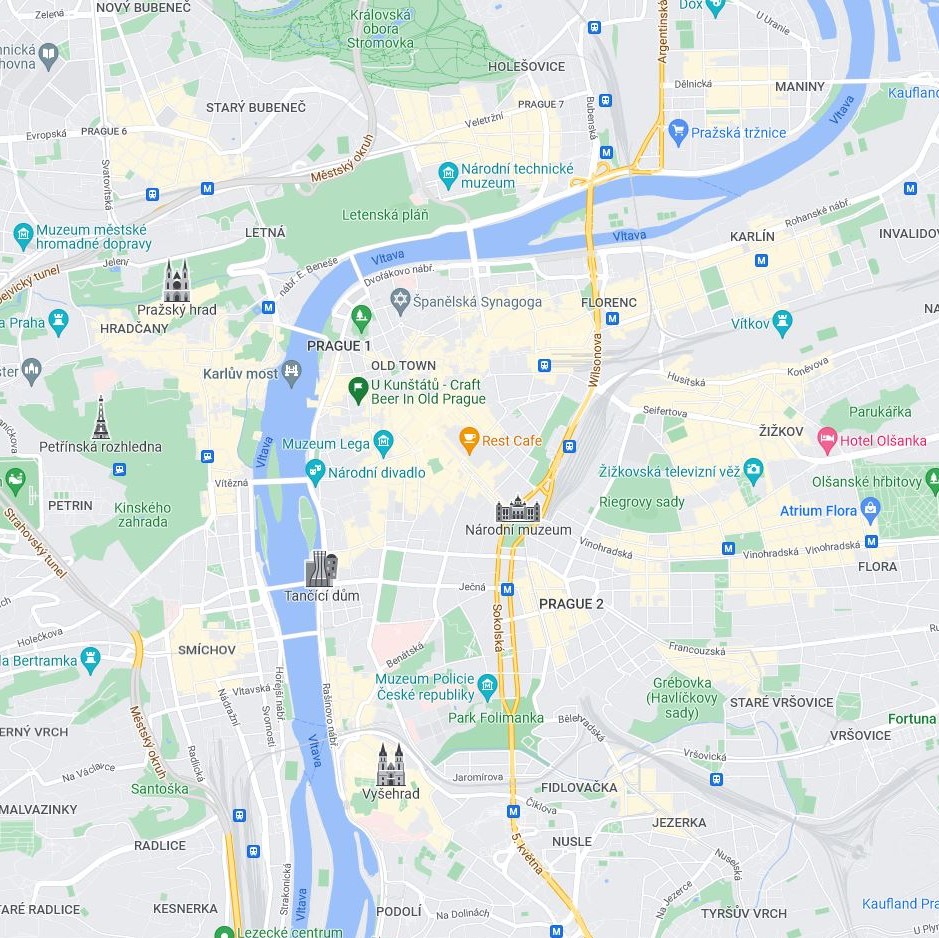 Zelená
NOVÝ BUBENEČ
Královská
obora
Stromovka
Dox
U Uranie
Argentinská
HOLEŠOVICE
Dělnická
MANINY
Kaufland
STARÝ BUBENEČ
PRAGUE 7
Bubenská
Vltava
Evropská
PRAGUE 6
Veletržní
M
Pražská tržnice
Svatovítská
Městský okruh
M
Národní technické
muzeum
M
M
Letenská pláň
Rohanské nábř.
Muzeum městské
hromadné dopravy
LETNÁ
Vltava
KARLÍN
INVALIDOV
Jelení
Vltava
nábř. E. Beneše
Dvořákovo nábř.
M
Pražský hrad
Španělská Synagoga
FLORENC
M
M
a Praha
HRADČANY
Vítkov
PRAGUE 1
OLD TOWN
Wilsonova
Karlův most
U Kunštátů - Craft
Beer In Old Prague
Husitská
Koněvova
Seifertova
Parukářka
Petřínská rozhledna
Muzeum Lega
Rest Cafe
ŽIŽKOV
Hotel Olšanka
Vltava
Národní divadlo
Žižkovská televizní věž
Vítězná
Olšanské hřbitovy
PETRIN
Kinského
zahrada
Riegrovy sady
Atrium Flora
Národní muzeum
Strahovský tunel
Vinohradská
M
Vinohradská
Vinohradská
M
FLORA
Tančící dům
Ječná
M
PRAGUE 2
Sokolská
Holečkova
SMÍCHOV
Benátská
Francouzská
la Bertramka
Muzeum Policie
České republiky
Grébovka
(Havlíčkovy
sady)
Vltavská
Hořejší nábř.
Rašínovo nábř.
STARÉ VRŠOVICE
Nádražní
Svornosti
Park Folimanka
Bělehradská
Fortuna
VRŠOVICE
ERNÝ VRCH
Městský okruh
Vltava
Vršovická
Radlická
Na Václavce
Jaromírova
Santoška
Vyšehrad
FIDLOVAČKA
MALVAZINKY
M
Čiklova
JEZERKA
RADLICE
NUSLE
5. května
Nuselská
Strakonická
Na Jezerce
Vltava
TARÉ RADLICE
KESNERKA
PODOLÍ
Na Dolinách
TYRŠŮV VRCH
Kaufland Pra
Lezecké centrum
M